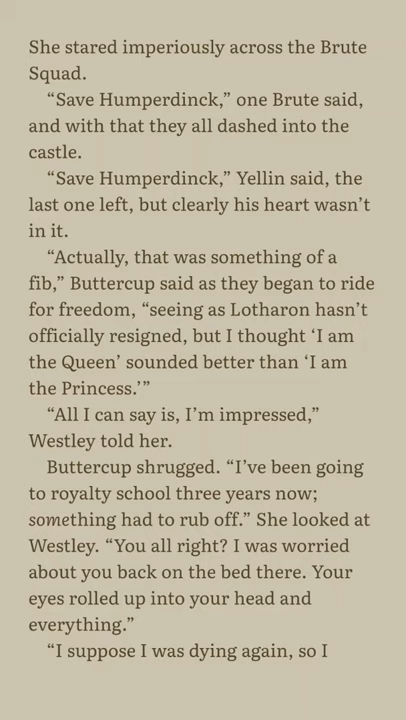 She stared imperiously across the Brute
Squad.
“Save Humperdinck,” one Brute said,
and with that they all dashed into the
castle.
“Save Humperdinck,” Yellin said, the
last one left, but clearly his heart wasn’t
in it.
“Actually, that was something of a
fib,” Buttercup said as they began to ride
for freedom, “seeing as Lotharon hasn’t
officially resigned, but I thought ‘I am
the Queen’ sounded better than ‘I am
the Princess.’”
“All I can say is, I’m impressed,”
Westley told her.
Buttercup shrugged. “I’ve been going
to royalty school three years now;
something had to rub off.” She looked at
Westley. “You all right? I was worried
about you back on the bed there. Your
eyes rolled up into your head and
everything.”
“I suppose I was dying again, so I